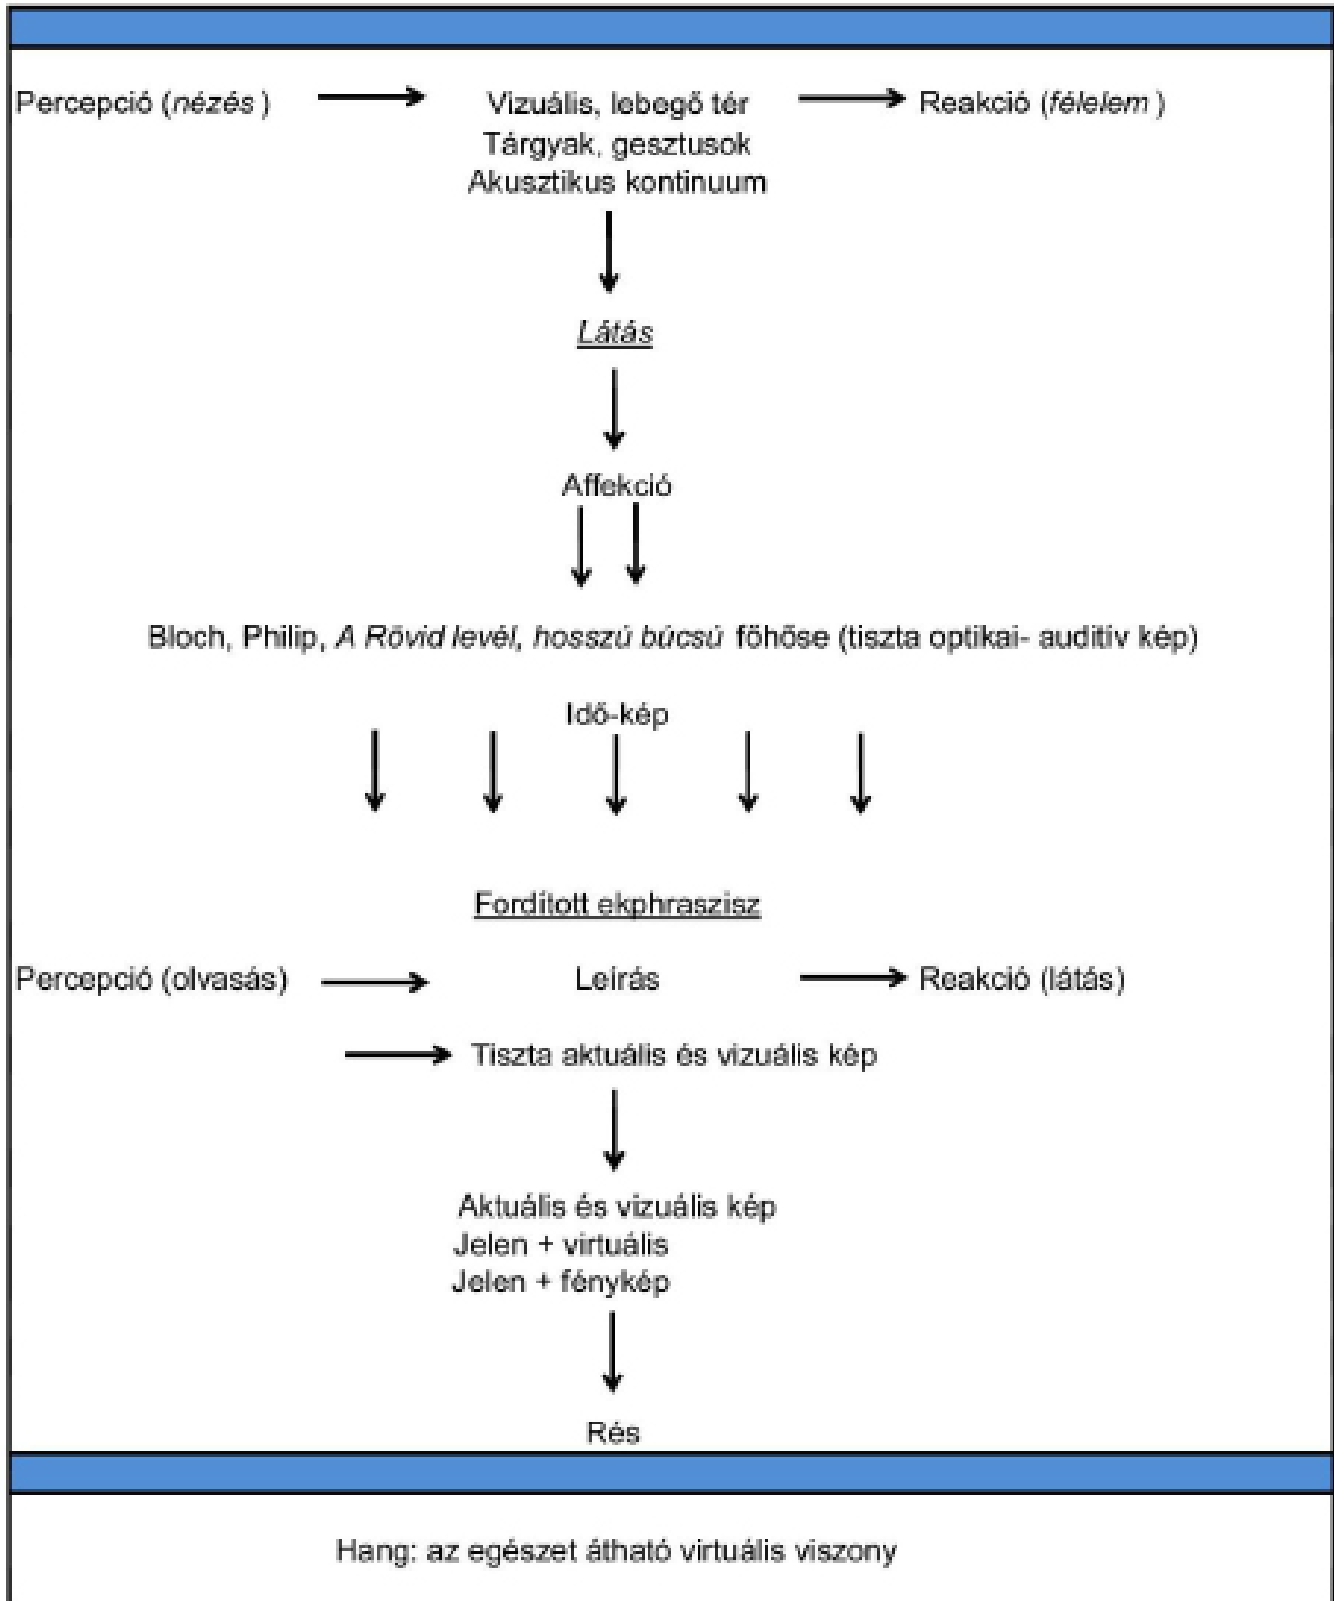 Percepció (nézés ) Vizuális, lebegő tér Reakció (félelem )
Tárgyak, gesztusok
Akusztikus kontinuum
Látás
Affekció
Bloch, Philip, A Rövid levél, hosszú búcsú főhőse (tiszta optikai- auditív kép)
Idő-kép
Fordított ekphraszisz
Percepció (olvasás) Leírás Reakció (látás)
Tiszta aktuális és vizuális kép
Aktuális és vizuális kép
Jelen + virtuális
Jelen + fénykép
Rés
Hang: az egészet átható virtuális viszony